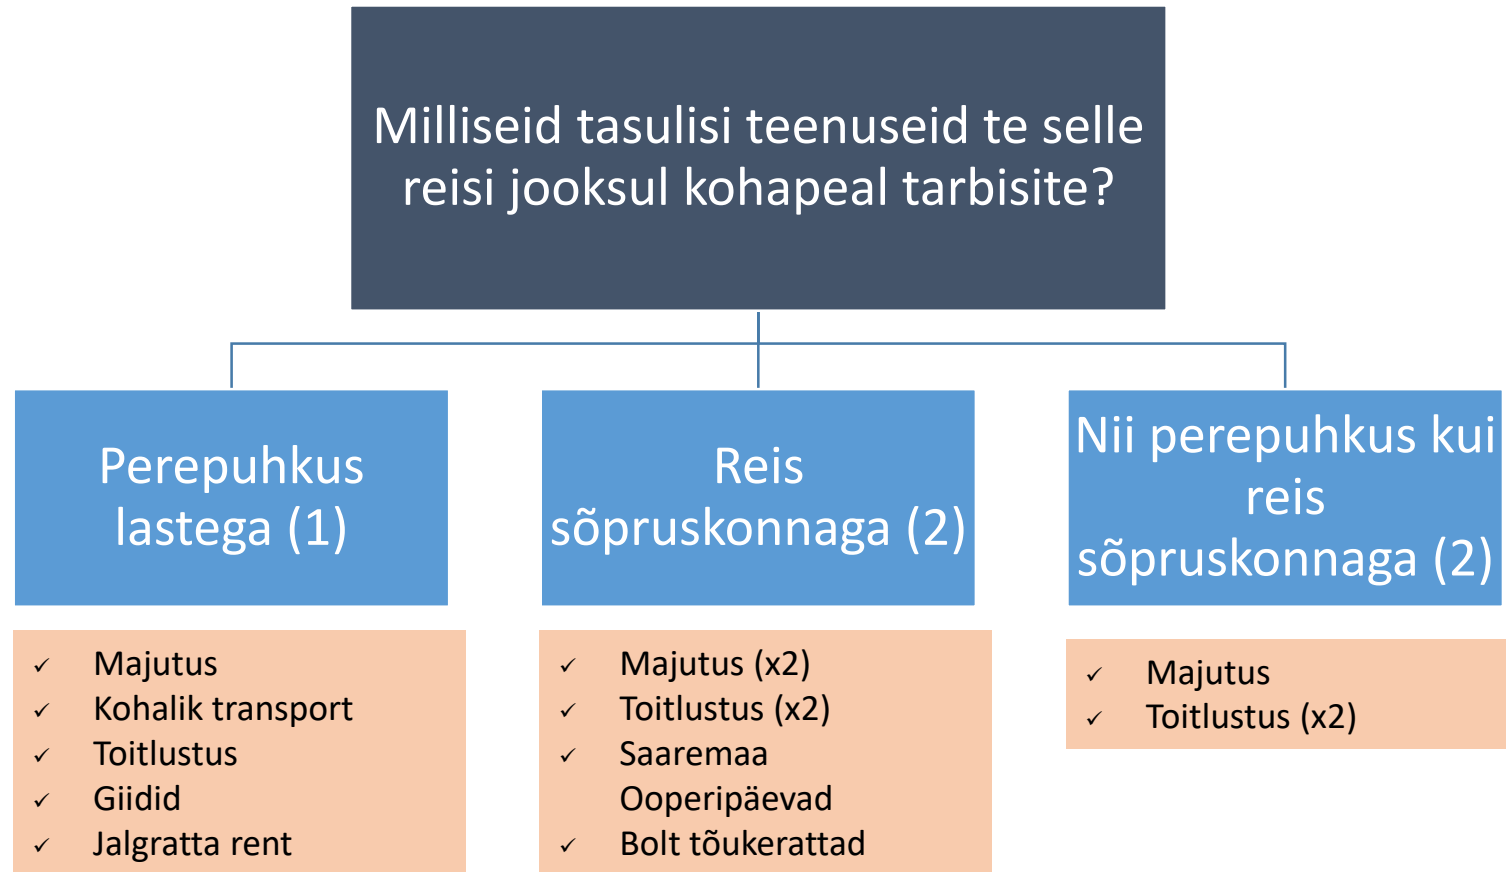 Milliseid tasulisi teenuseid te selle
reisi jooksul kohapeal tarbisite?
Perepuhkus
lastega (1)
Reis
sõpruskonnaga (2)
Nii perepuhkus kui
reis
sõpruskonnaga (2)
✓ Majutus
✓ Kohalik transport
✓ Toitlustus
✓ Giidid
✓ Jalgratta rent
✓ Majutus (x2)
✓ Toitlustus (x2)
✓ Saaremaa
Ooperipäevad
✓ Bolt tõukerattad
✓ Majutus
✓ Toitlustus (x2)